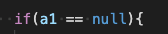 if(a1 == null){